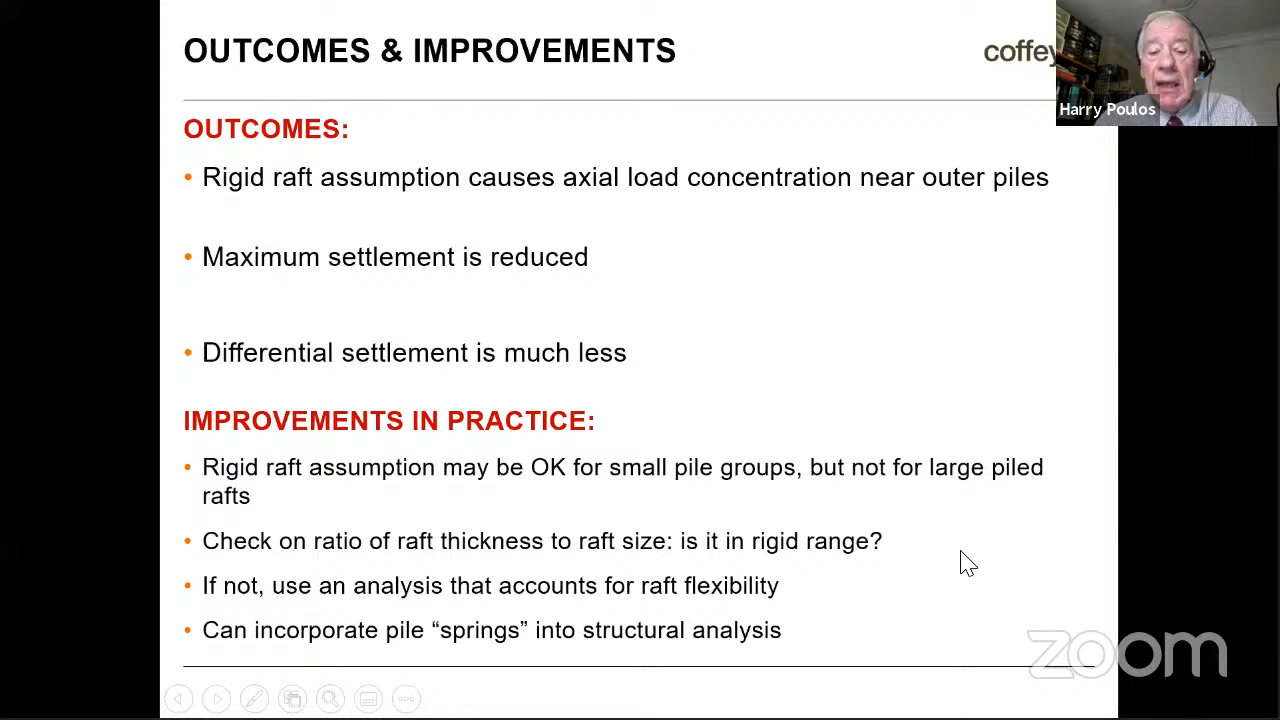 OUTCOMES & IMPROVEMENTS
coffey
Harry Poulos
OUTCOMES:
• Rigid raft assumption causes axial load concentration near outer piles
• Maximum settlement is reduced
• Differential settlement is much less
IMPROVEMENTS IN PRACTICE:
• Rigid raft assumption may be OK for small pile groups, but not for large piled
rafts
• Check on ratio of raft thickness to raft size: is it in rigid range?
• If not, use an analysis that accounts for raft flexibility
• Can incorporate pile “springs” into structural analysis
zoom